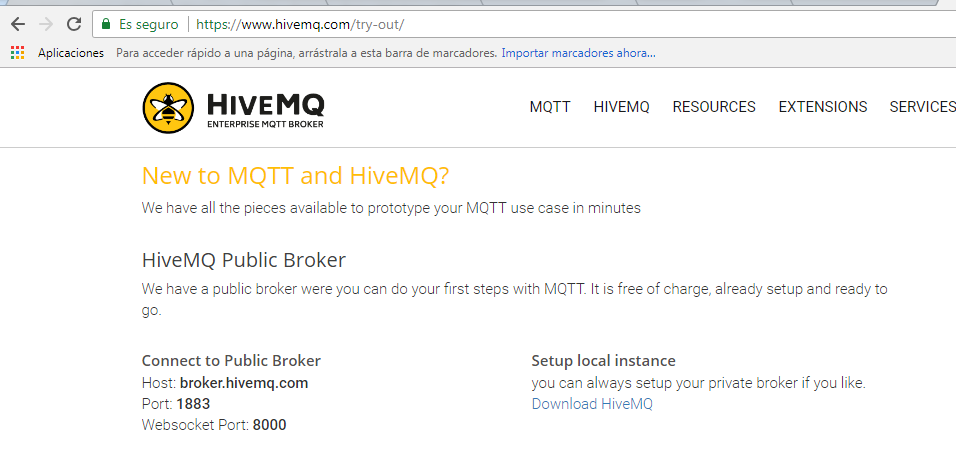 Es seguro https://www.hivemq.com/try-out/
Aplicaciones Para acceder rápido a una página, arrástrala a esta barra de marcadores. Importar marcadores ahora...
HIVEMQ
ENTERPRISE MQTT BROKER
MQTT HIVEMQ RESOURCES EXTENSIONS SERVICES
New to MQTT and HiveMQ?
We have all the pieces available to prototype your MQTT use case in minutes
HiveMQ Public Broker
We have a public broker were you can do your first steps with MQTT. It is free of charge, already setup and ready to
go.
Connect to Public Broker
Host: broker.hivemq.com
Port: 1883
Websocket Port: 8000
Setup local instance
you can always setup your private broker if you like.
Download HiveMQ